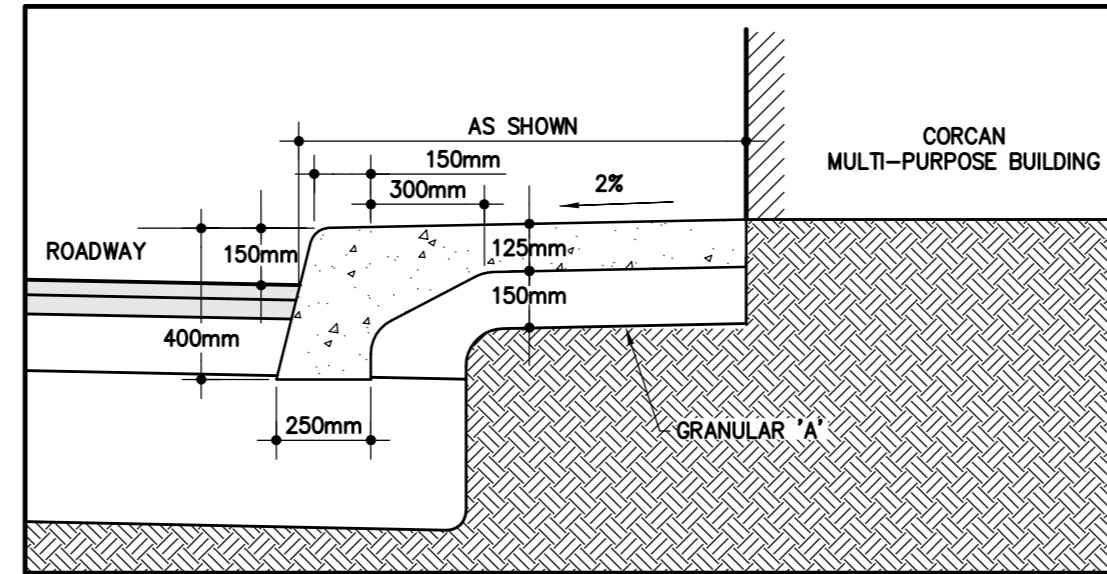 AS SHOWN
CORCAN
MULTI-PURPOSE BUILDING
150mm
300mm
2%
ROADWAY
150mm
125mm
150mm
400mm
250mm
GRANULAR 'A'